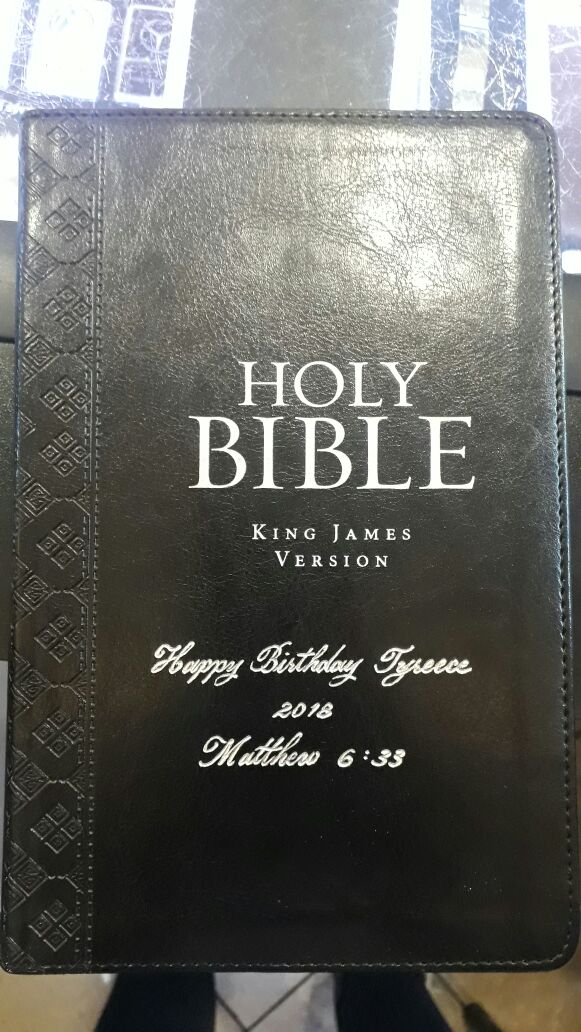 HOLY
BIBLE
KING JAMES
VERSION
Happy Birthday Tyreece
2018
Matthew 6:33